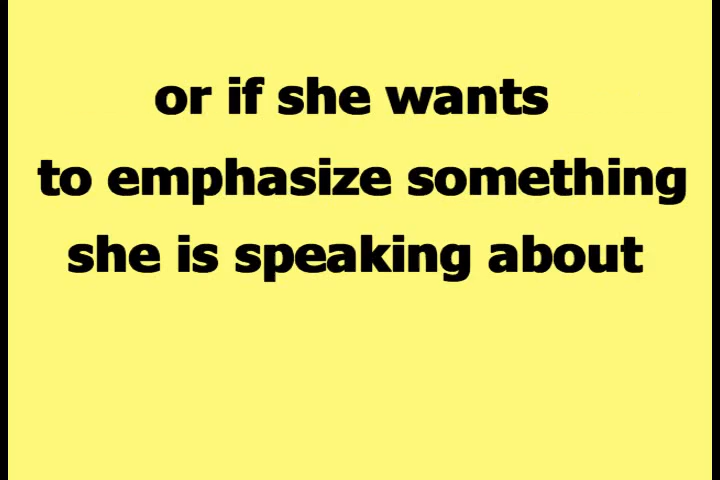 or if she wants
to emphasize something
she is speaking about